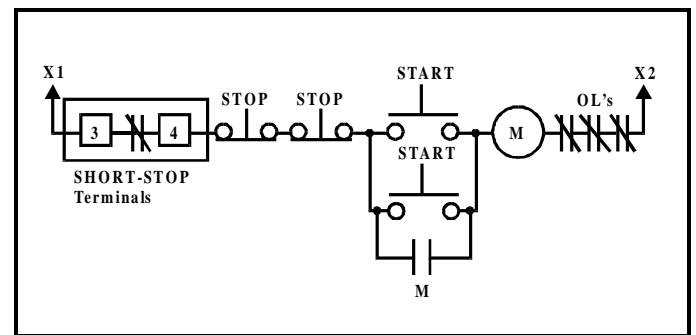 X1
X2
STOP
STOP
START
OL's
3
4
M
START
SHORT-STOP
Terminals
M